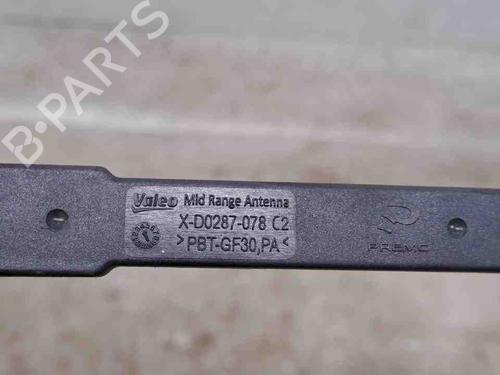 B-PARTS
Valeo Mid Range Antenna
X-D0287-078 C2
>PBT-GF30,PA<
PREMO